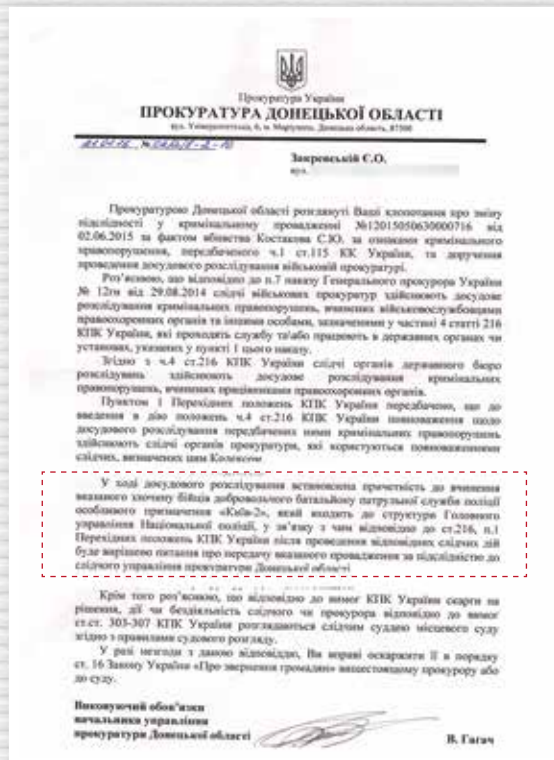 Прокуратура України
ПРОКУРАТУРА ДОНЕЦЬКОЇ ОБЛАСТІ
вул. Університетська, 6, м. Маріуполь, Донецька область, 87500
Закревській Є.О.
вул.
Прокуратурою Донецької області розглянуті Ваші клопотання про зміну
підслідності у кримінальному провадженні №12015050630000716 від
02.06.2015 за фактом вбивства Костакова С.Ю. за ознаками кримінального
правопорушення, передбаченого ч.1 ст.115 КК України, та доручення
проведення досудового розслідування військовій прокуратурі.
Роз'яснюю, що відповідно до п.7 наказу Генерального прокурора України
№ 12гн від 29.08.2014 слідчі військових прокуратур здійснюють досудове
розслідування кримінальних правопорушень, вчинених військовослужбовцями
правоохоронних органів та іншими особами, зазначеними у частині 4 статті 216
КПК України, які проходять службу та/або працюють в державних органах чи
установах, указаних у пункті 1 цього наказу.
Згідно з ч.4 ст.216 КПК України слідчі органів державного бюро
розслідувань здійснюють досудове розслідування кримінальних
правопорушень, вчинених працівниками правоохоронних органів.
Пунктом 1 Перехідних положень КПК України передбачено, що до
введення в дію положень ч.4 ст.216 КПК України повноваження щодо
досудового розслідування передбачених ними кримінальних правопорушень
здійснюють слідчі органів прокуратури, які користуються повноваженнями
слідчих, визначених цим Кодексом
У ході досудового розслідування встановлена причетність до вчинення
вказаного злочину бійців добровольчого батальйону патрульної служби поліції
особливого призначення «Київ-2», який входить до структури Головного
управління Національної поліції, у зв'язку з чим відповідно до ст.216, п.1
Перехідних положень КПК України після проведення відповідних слідчих дій
буде вирішено питання про передачу вказаного провадження за підслідністю до
слідчого управління прокуратури Донецької області
Крім того роз'яснюю, що відповідно до вимог КПК України скарги на
рішення, дії чи бездіяльність слідчого чи прокурора відповідно до вимог
ст.ст. 303-307 КПК України розглядаються слідчим суддею місцевого суду
згідно з правилами судового розгляду.
У разі незгоди з даною відповіддю, Ви вправі оскаржити її в порядку
ст. 16 Закону України «Про звернення громадян» вищестоящому прокурору або
до суду.
Виконуючий обов'язки
начальника управління
прокуратури Донецької області
В. Гагач